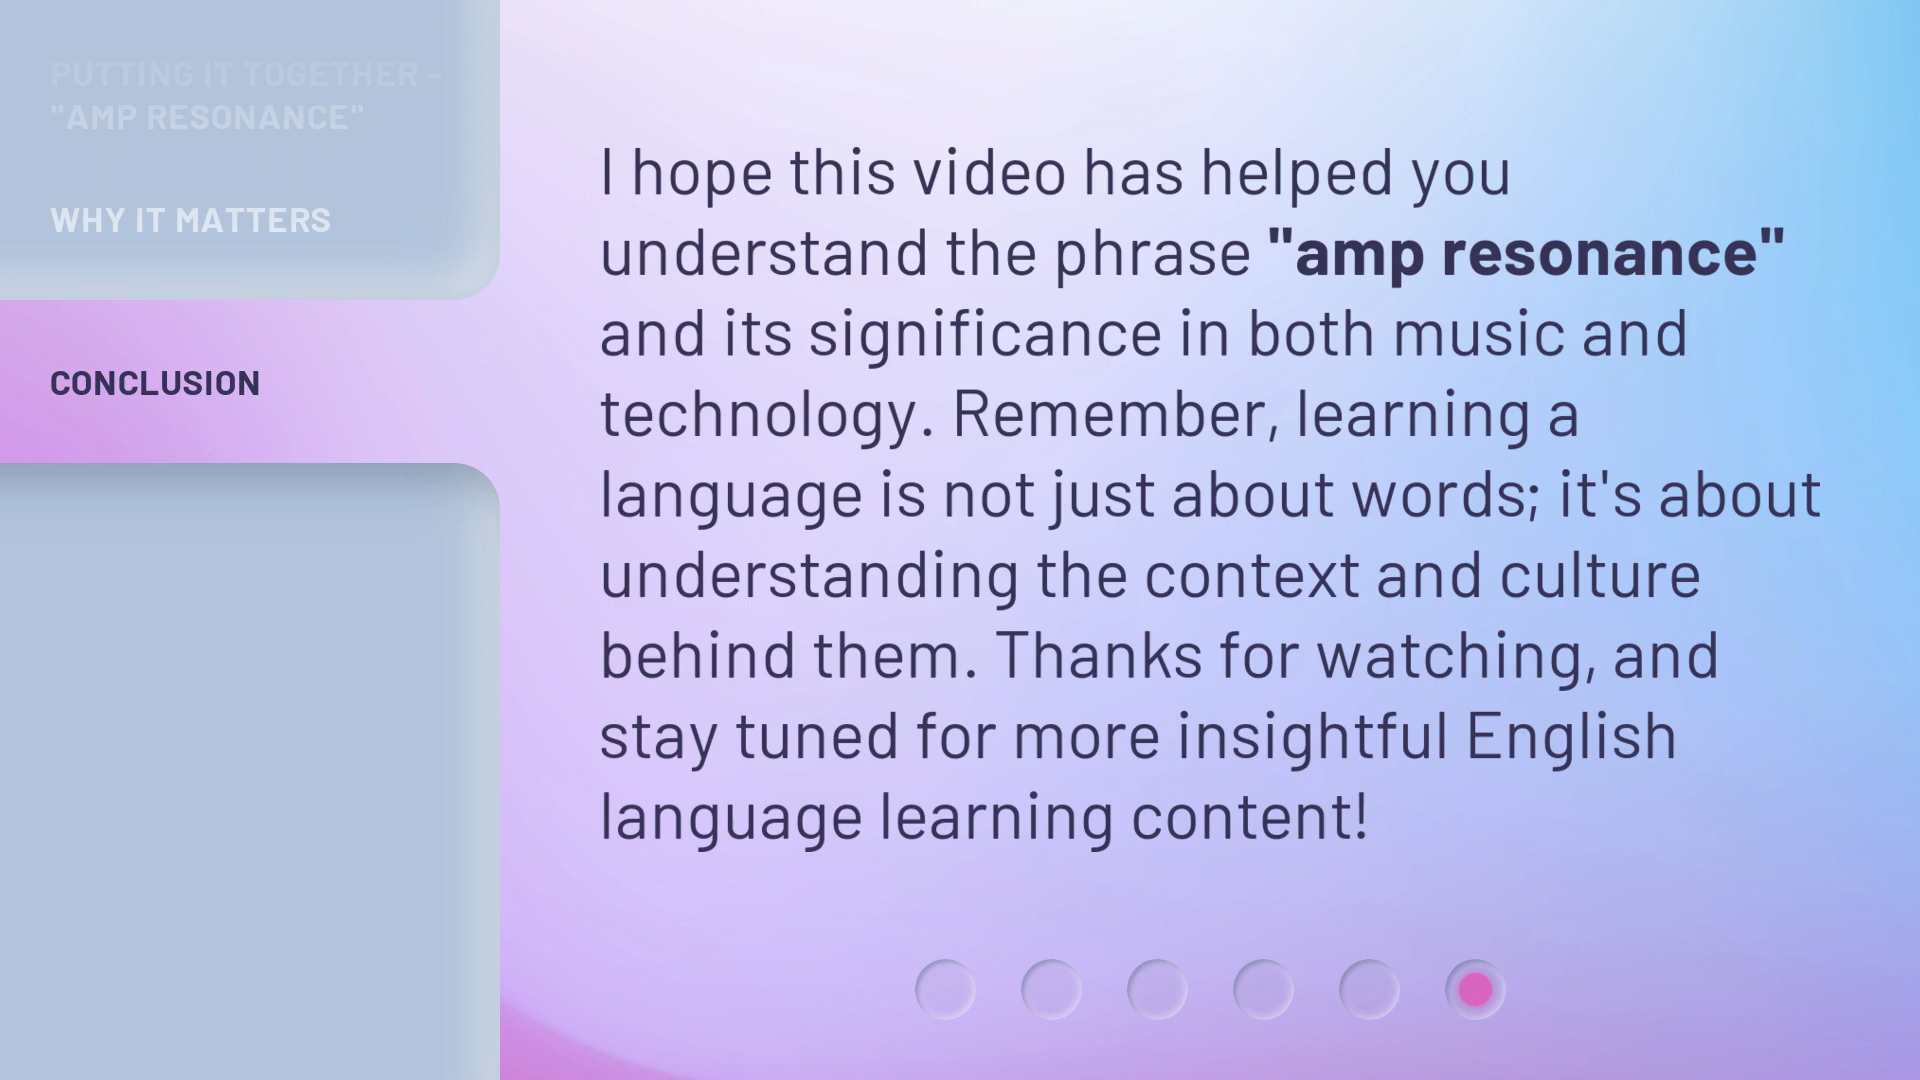 PUTTING IT TOGETHER -
"AMP RESONANCE"
WHY IT MATTERS
CONCLUSION
I hope this video has helped you
understand the phrase "amp resonance"
and its significance in both music and
technology. Remember, learning a
language is not just about words; it's about
understanding the context and culture
behind them. Thanks for watching, and
stay tuned for more insightful English
language learning content!